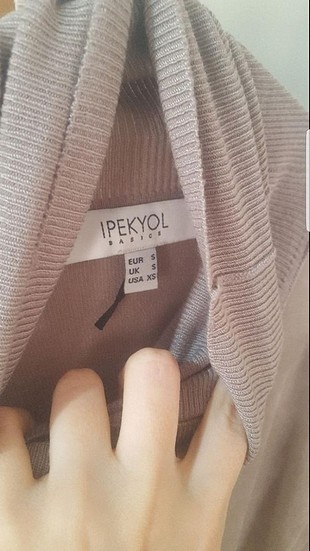 IPEKYOL
BASICS
EUR S
UK S
USA XS